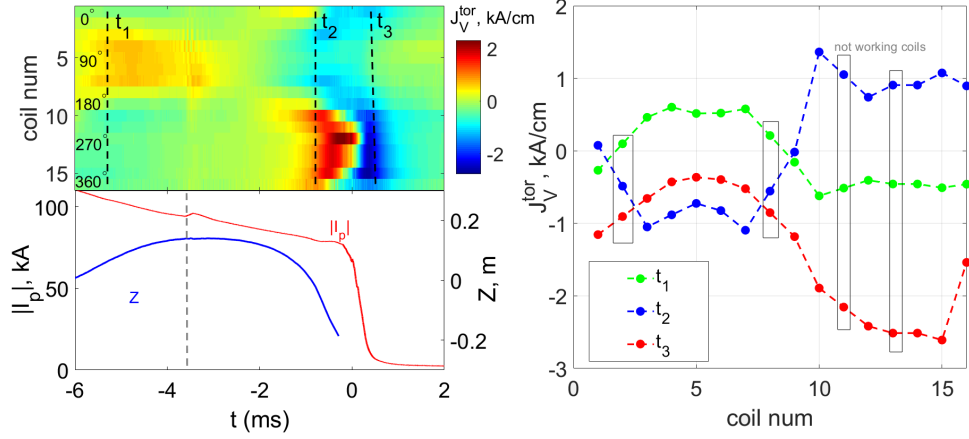 0°
90°
180°
270°
360°
5
10
15
coil num
t1
t2
t3
J_V^tor, kA/cm
2
0
-2
100
50
0
|Ip|, kA
|Ip|
Z
0.2
0
-0.2
Z, m
-6
-4
-2
0
2
t (ms)
J_V^tor, kA/cm
2
1
0
-1
-2
-3
not working coils
t1
t2
t3
0
5
10
15
coil num